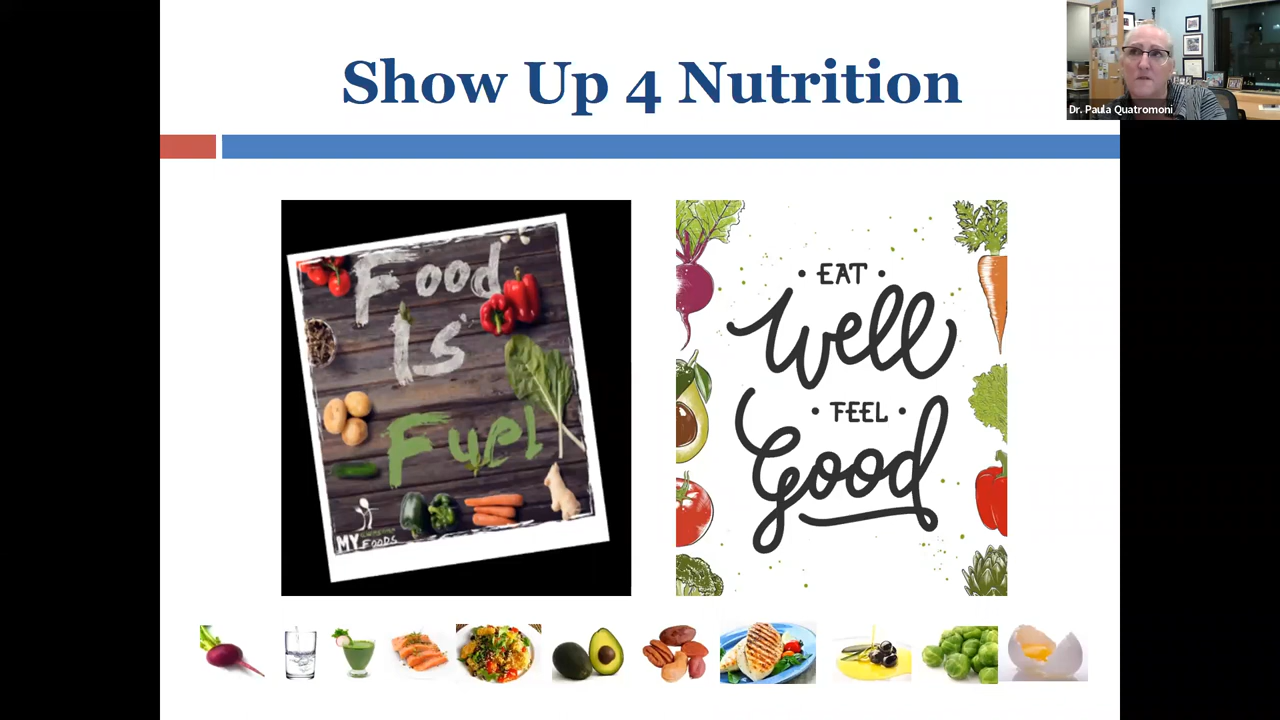 Show Up 4 Nutrition
Dr. Paula Quatromoni
Food
Is
Fuel
MY
FOODS
• EAT •
Well
• FEEL •
Good